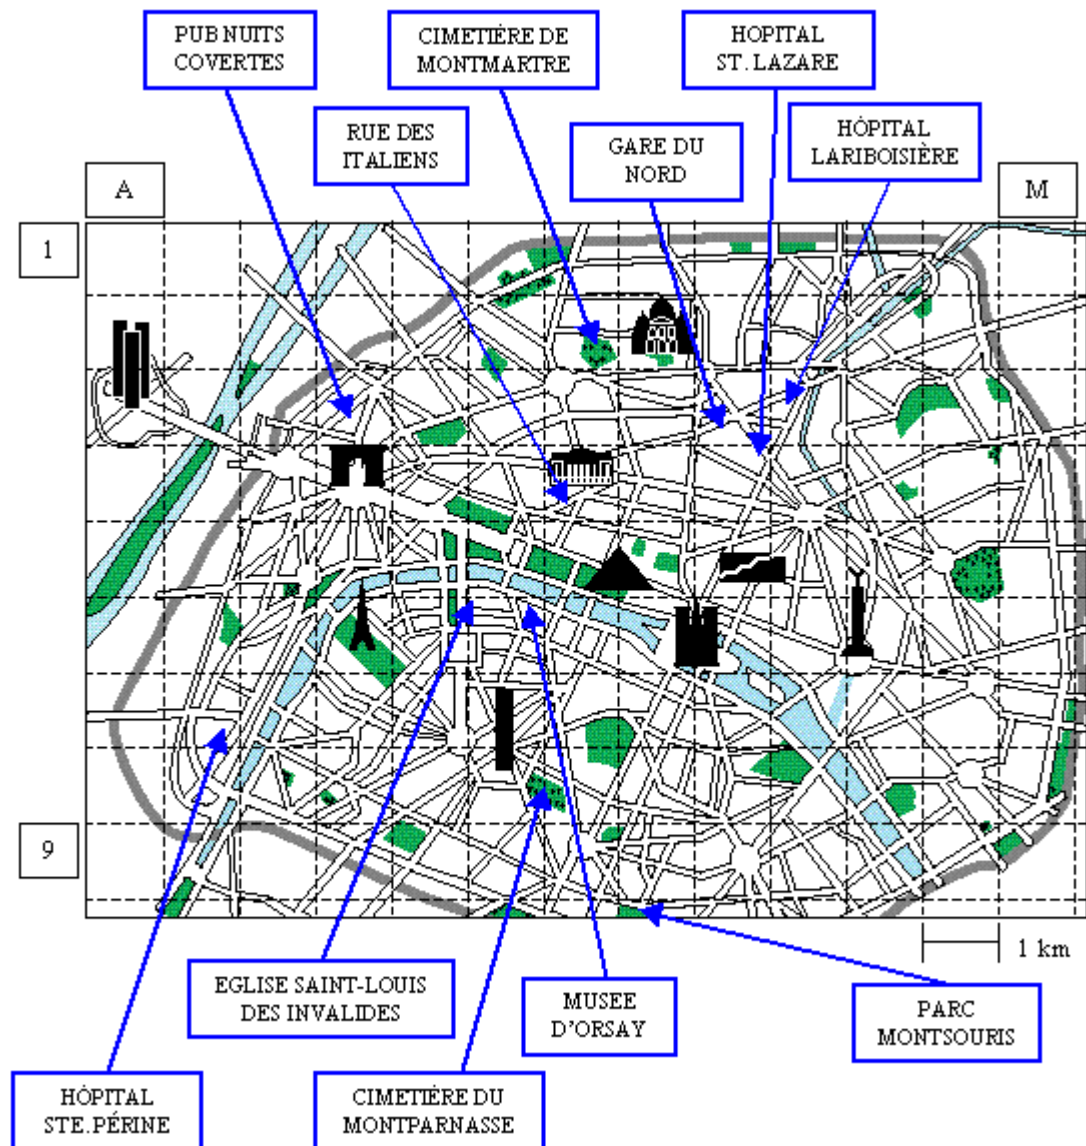 PUB NUITS
COVERTES
CIMETIÈRE DE
MONTMARTRE
HOPITAL
ST. LAZARE
RUE DES
ITALIENS
GARE DU
NORD
HÔPITAL
LARIBOISIÈRE
A
M
1
9
1 km
EGLISE SAINT-LOUIS
DES INVALIDES
MUSEE
D'ORSAY
PARC
MONTSOURIS
HÔPITAL
STE. PÉRINE
CIMETIÈRE DU
MONTPARNASSE